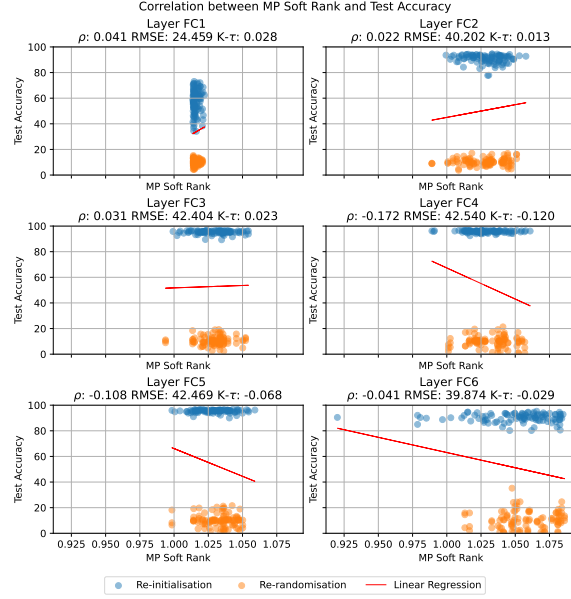 Correlation between MP Soft Rank and Test Accuracy
Layer FC1
ρ: 0.041 RMSE: 24.459 K-τ: 0.028
Layer FC2
ρ: 0.022 RMSE: 40.202 K-τ: 0.013
100
80
60
40
20
0
Test Accuracy
MP Soft Rank
Test Accuracy
MP Soft Rank
Layer FC3
ρ: 0.031 RMSE: 42.404 K-τ: 0.023
Layer FC4
ρ: -0.172 RMSE: 42.540 K-τ: -0.120
100
80
60
40
20
0
Test Accuracy
MP Soft Rank
100
80
60
40
20
0
Test Accuracy
MP Soft Rank
Layer FC5
ρ: -0.108 RMSE: 42.469 K-τ: -0.068
Layer FC6
ρ: -0.041 RMSE: 39.874 K-τ: -0.029
100
80
60
40
20
0
Test Accuracy
0.925 0.950 0.975 1.000 1.025 1.050 1.075
MP Soft Rank
100
80
60
40
20
0
Test Accuracy
0.925 0.950 0.975 1.000 1.025 1.050 1.075
MP Soft Rank
Re-initialisation Re-randomisation Linear Regression